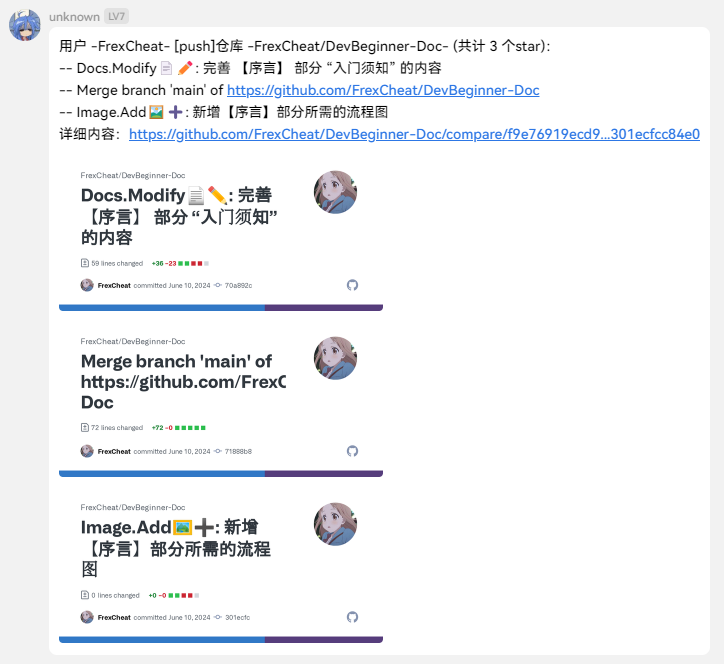 unknown LV7
用户 -FrexCheat- [push]仓库 -FrexCheat/DevBeginner-Doc- (共计 3 个star):
-- Docs.Modify📄✏️: 完善 【序言】 部分 “入门须知” 的内容
-- Merge branch 'main' of https://github.com/FrexCheat/DevBeginner-Doc
-- Image.Add🖼️➕: 新增【序言】部分所需的流程图
详细内容： https://github.com/FrexCheat/DevBeginner-Doc/compare/f9e76919ecd9...301ecfcc84e0
FrexCheat/DevBeginner-Doc
Docs.Modify📄✏️: 完善
【序言】 部分 “入门须知”
的内容
59 lines changed +36 -23
FrexCheat committed June 10, 2024 70a892c
FrexCheat/DevBeginner-Doc
Merge branch 'main' of
https://github.com/FrexC
Doc
72 lines changed +72 -0
FrexCheat committed June 10, 2024 71888b8
FrexCheat/DevBeginner-Doc
Image.Add🖼️➕: 新增
【序言】部分所需的流程
图
0 lines changed +0 -0
FrexCheat committed June 10, 2024 301ecfc